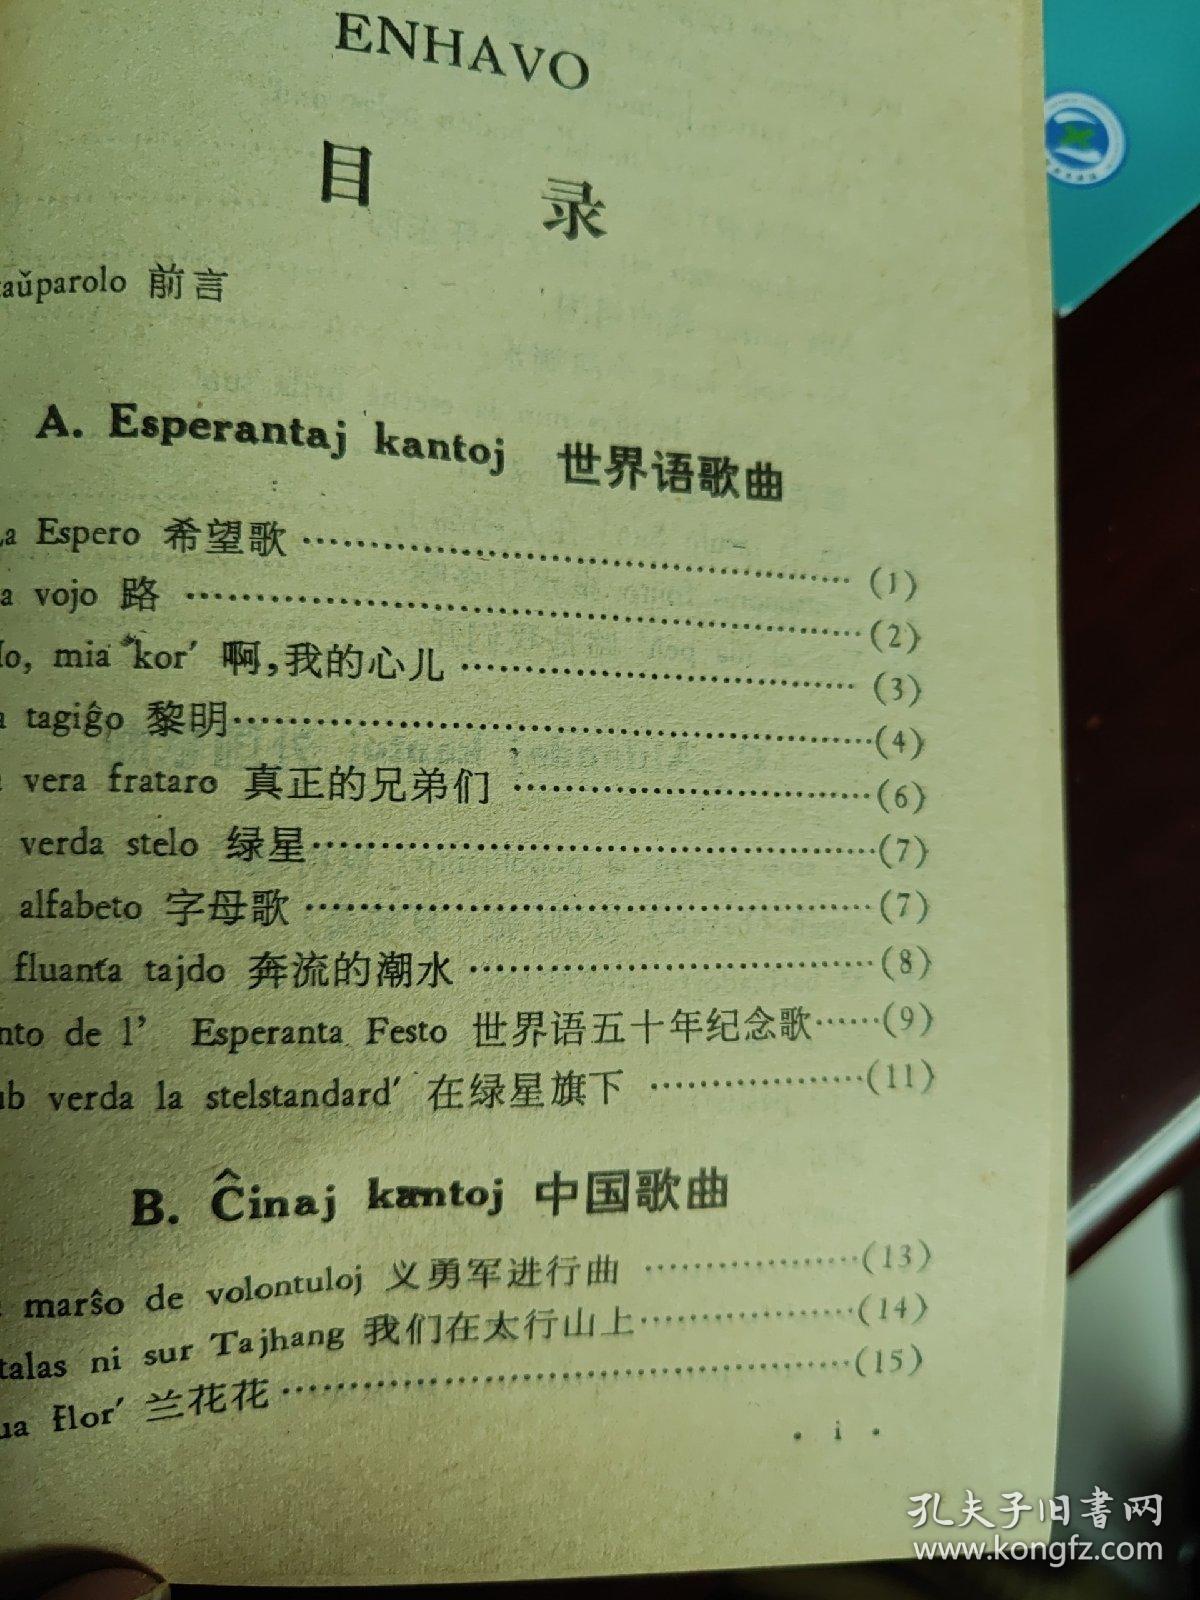 ENHAVO
目 录
taŭparolo 前言
A. Esperantaj kantoj 世界语歌曲
La Espero 希望歌 (1)
a vojo 路 (2)
Ho, mia kor′ 啊,我的心儿 (3)
a tagiĝo 黎明 (4)
a vera frataro 真正的兄弟们 (6)
verda stelo 绿星 (7)
alfabeto 字母歌 (7)
fluanta tajdo 奔流的潮水 (8)
nto de l’ Esperanta Festo 世界语五十年纪念歌 (9)
ub verda la stelstandard′ 在绿星旗下 (11)
B. Ĉinaj kantoj 中国歌曲
marŝo de volontuloj 义勇军进行曲 (13)
talas ni sur Tajhang 我们在太行山上 (14)
ua flor′ 兰花花 (15)
• i •
孔夫子旧书网
www.kongfz.com